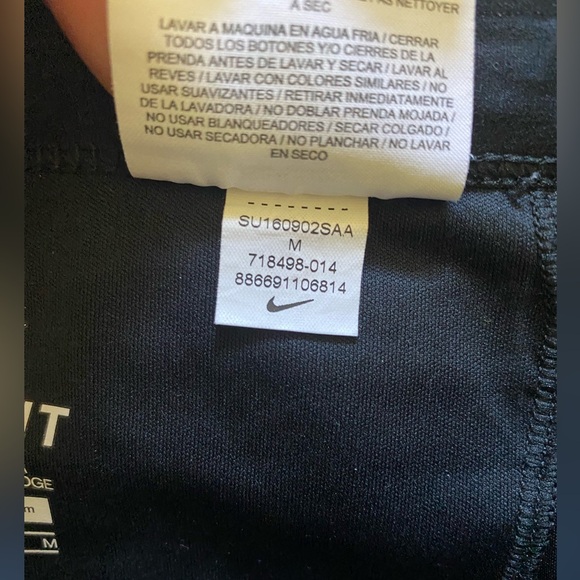 NETTOYER
A SEC
LAVAR A MAQUINA EN AGUA FRIA / CERRAR
TODOS LOS BOTONES Y/O CIERRES DE LA
PRENDA ANTES DE LAVAR Y SECAR / LAVAR AL
REVES / LAVAR CON COLORES SIMILARES / NO
USAR SUAVIZANTES / RETIRAR INMEDIATAMENTE
DE LA LAVADORA / NO DOBLAR PRENDA MOJADA /
NO USAR BLANQUEADORES / SECAR COLGADO /
NO USAR SECADORA / NO PLANCHAR / NO LAVAR
EN SECO
SU160902SAA
M
718498-014
886691106814
M